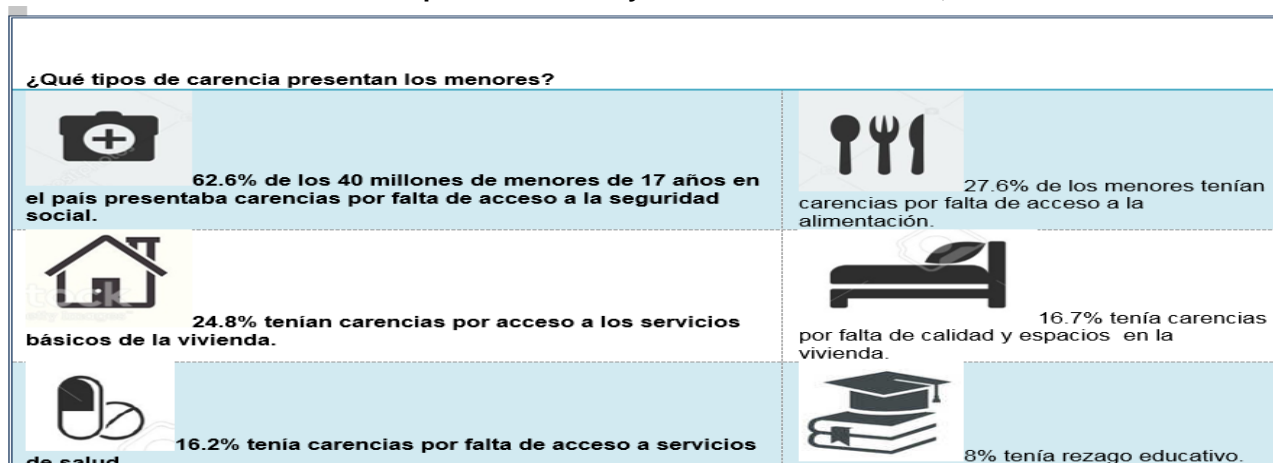 ¿Qué tipos de carencia presentan los menores?
62.6% de los 40 millones de menores de 17 años en
el país presentaba carencias por falta de acceso a la seguridad
social.
27.6% de los menores tenían
carencias por falta de acceso a la
alimentación.
24.8% tenían carencias por acceso a los servicios
básicos de la vivienda.
16.7% tenía carencias
por falta de calidad y espacios en la
vivienda.
16.2% tenía carencias por falta de acceso a servicios
de salud
8% tenía rezago educativo.